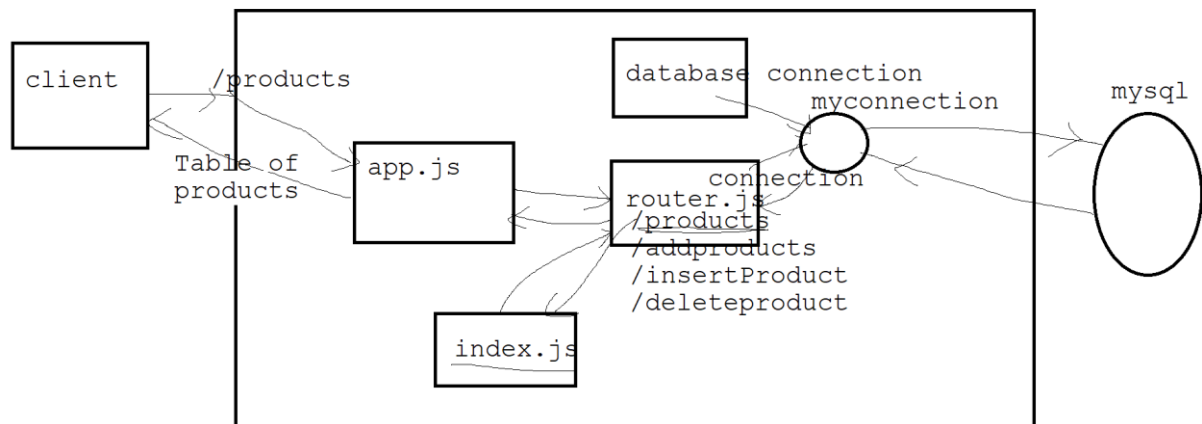 client
/products
Table of
products
app.js
database connection
myconnection
mysql
connection
router.js
/products
/addproducts
/insertProduct
/deleteproduct
index.js